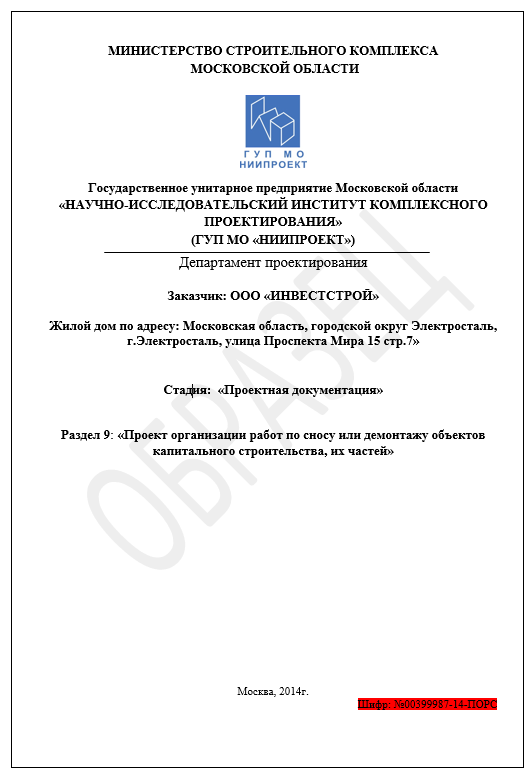 МИНИСТЕРСТВО СТРОИТЕЛЬНОГО КОМПЛЕКСА
МОСКОВСКОЙ ОБЛАСТИ
ГУП МО
НИИПРОЕКТ
Государственное унитарное предприятие Московской области
«НАУЧНО-ИССЛЕДОВАТЕЛЬСКИЙ ИНСТИТУТ КОМПЛЕКСНОГО
ПРОЕКТИРОВАНИЯ»
(ГУП МО «НИИПРОЕКТ»)
Департамент проектирования
Заказчик: ООО «ИНВЕСТСТРОЙ»
Жилой дом по адресу: Московская область, городской округ Электросталь,
г.Электросталь, улица Проспекта Мира 15 стр.7»
Стадия: «Проектная документация»
Раздел 9: «Проект организации работ по сносу или демонтажу объектов
капитального строительства, их частей»
ОБРАЗЕЦ
Москва, 2014г.
Шифр: №00399987-14-ПОРС